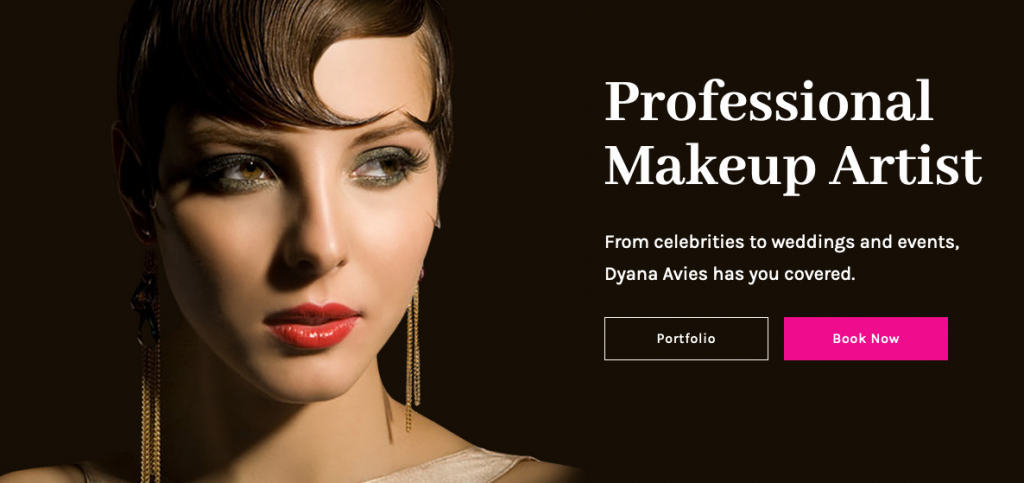 Professional
Makeup Artist
From celebrities to weddings and events,
Dyana Avies has you covered.
Portfolio
Book Now